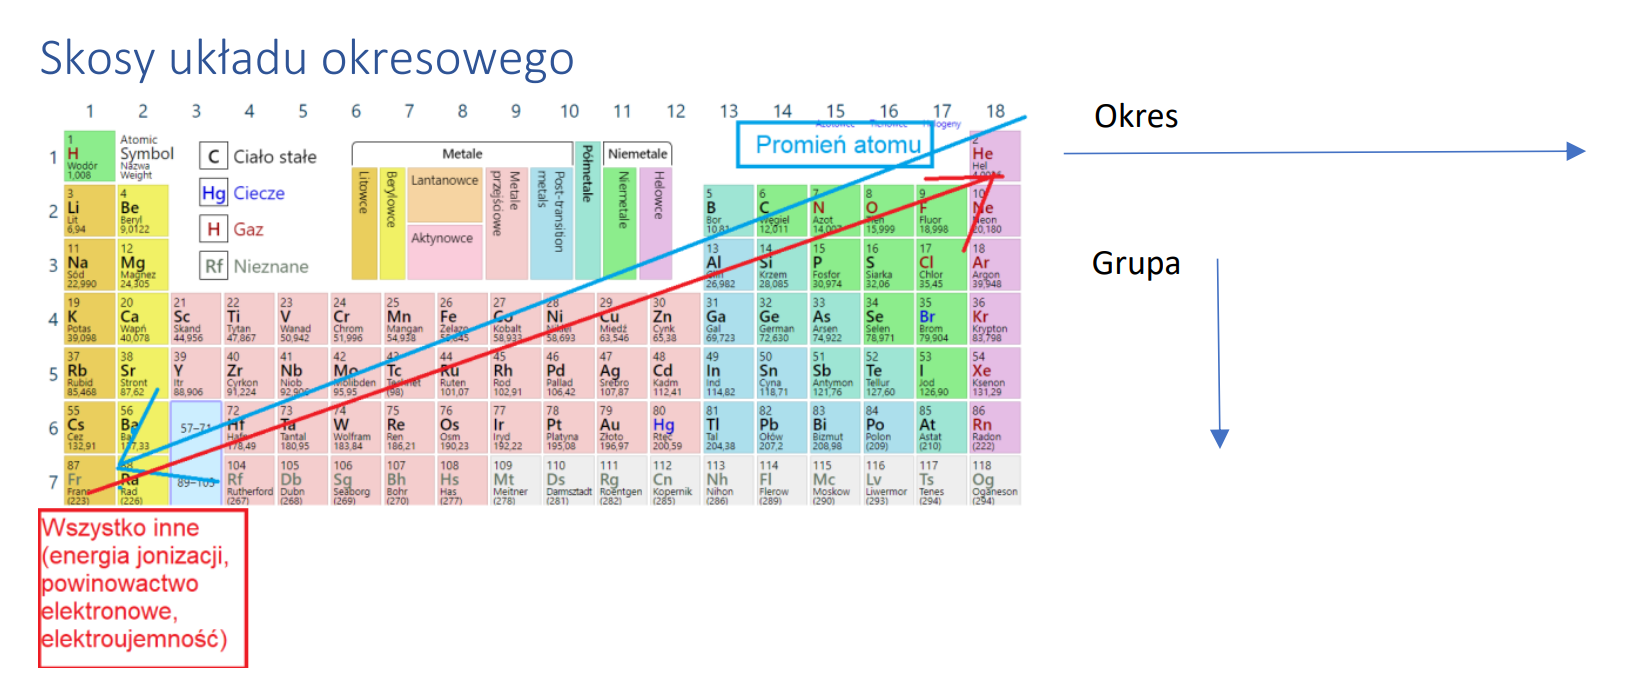 Skosy układu okresowego
1 2 3 4 5 6 7 8 9 10 11 12 13 14 15 16 17 18
Okres
Grupa
Promień atomu
Atomic
Symbol
Nazwa
Weight
C Ciało stałe
Hg Ciecze
H Gaz
Rf Nieznane
Metale
Półmetale
Niemetale
Litowce
Berylowce
Lantanowce
Aktynowce
Metale przejściowe
Post-transition metals
Niemetale
Helowce
1
1 H Wodór 1,008
2 He Hel
2
3 Li Lit 6,94
4 Be Beryl 9,0122
5 B Bor 10,81
6 C Węgiel 12,011
7 N Azot 14,007
8 O Tlen 15,999
9 F Fluor 18,998
10 Ne Neon 20,180
3
11 Na Sód 22,990
12 Mg Magnez 24,305
13 Al Glin 26,982
14 Si Krzem 28,085
15 P Fosfor 30,974
16 S Siarka 32,06
17 Cl Chlor 35,45
18 Ar Argon 39,948
4
19 K Potas 39,098
20 Ca Wapń 40,078
21 Sc Skand 44,956
22 Ti Tytan 47,867
23 V Wanad 50,942
24 Cr Chrom 51,996
25 Mn Mangan 54,938
26 Fe Żelazo 55,845
27 Co Kobalt 58,933
28 Ni Nikiel 58,693
29 Cu Miedź 63,546
30 Zn Cynk 65,38
31 Ga Gal 69,723
32 Ge German 72,630
33 As Arsen 74,922
34 Se Selen 78,971
35 Br Brom 79,904
36 Kr Krypton 83,798
5
37 Rb Rubid 85,468
38 Sr Stront 87,62
39 Y Itr 88,906
40 Zr Cyrkon 91,224
41 Nb Niob 92,906
42 Mo Molibden 95,95
43 Tc Technet (98)
44 Ru Ruten 101,07
45 Rh Rod 102,91
46 Pd Pallad 106,42
47 Ag Srebro 107,87
48 Cd Kadm 112,41
49 In Ind 114,82
50 Sn Cyna 118,71
51 Sb Antymon 121,76
52 Te Tellur 127,60
53 I Jod 126,90
54 Xe Ksenon 131,29
6
55 Cs Cez 132,91
56 Ba Bar 137,33
57–71
72 Hf Hafn 178,49
73 Ta Tantal 180,95
74 W Wolfram 183,84
75 Re Ren 186,21
76 Os Osm 190,23
77 Ir Iryd 192,22
78 Pt Platyna 195,08
79 Au Złoto 196,97
80 Hg Rtęć 200,59
81 Tl Tal 204,38
82 Pb Ołów 207,2
83 Bi Bizmut 208,98
84 Po Polon (209)
85 At Astat (210)
86 Rn Radon (222)
7
87 Fr Frans (223)
88 Ra Rad (226)
89–103
104 Rf Rutherford (267)
105 Db Dubn (268)
106 Sg Seaborg (269)
107 Bh Bohr (270)
108 Hs Has (277)
109 Mt Meitner (278)
110 Ds Darmsztadt (281)
111 Rg Roentgen (282)
112 Cn Kopernik (285)
113 Nh Nihon (286)
114 Fl Flerow (289)
115 Mc Moskow (290)
116 Lv Liwermor (293)
117 Ts Tenes (294)
118 Og Oganeson (294)
Wszystko inne
(energia jonizacji,
powinowactwo
elektronowe,
elektroujemność)